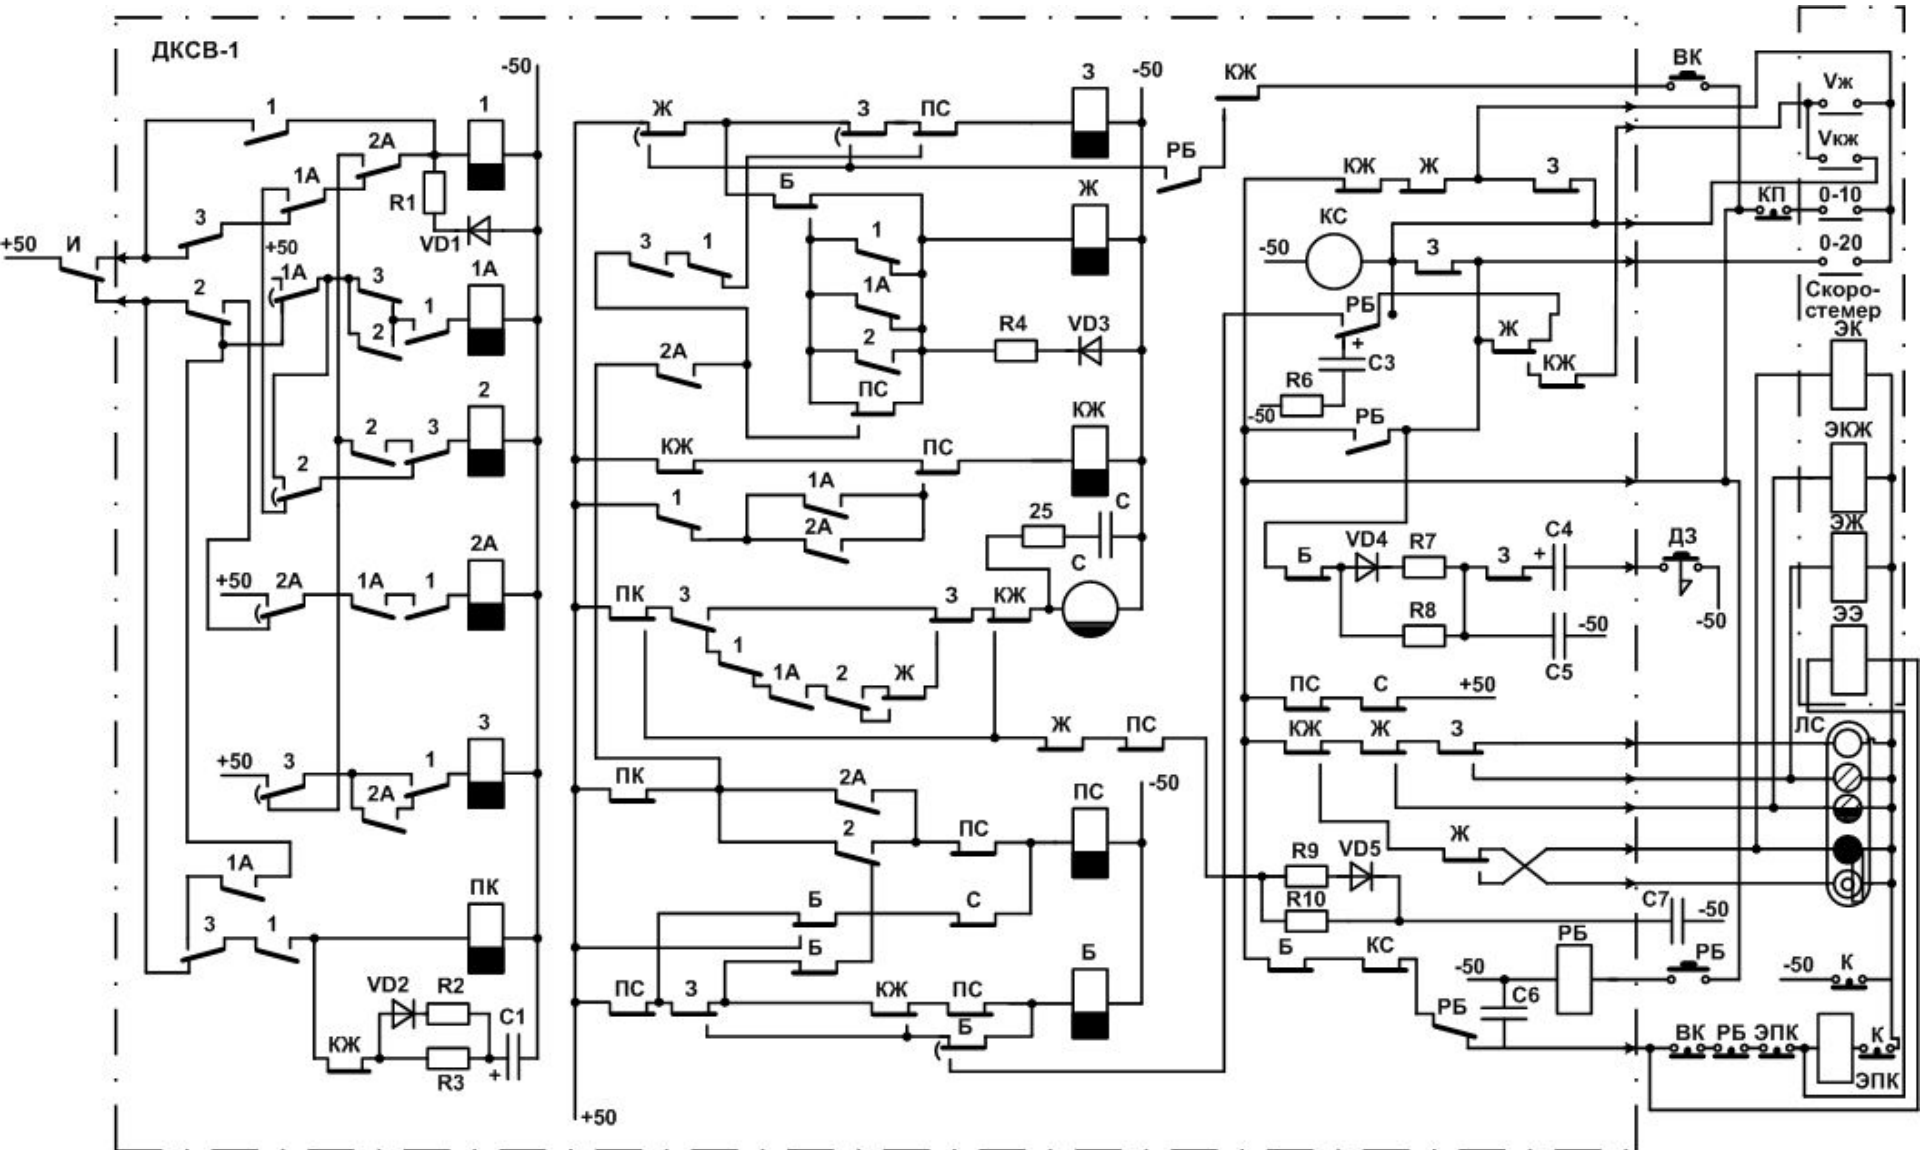 ДКСВ-1
-50
1
1
2А
1А
R1
3
VD1
+50
И
+50
1А
3
1А
2
1
2
2
2
3
2
2А
+50
2А
1А
1
3
+50
3
1
2А
1А
ПК
3
1
VD2
R2
С1
КЖ
R3
+
Ж
3
ПС
3
-50
РБ
Б
Ж
3
1
1
1А
2
R4
VD3
2А
ПС
КЖ
КЖ
ПС
1
1А
2А
25
С
С
ПК
3
3
КЖ
1
1А
2
Ж
Ж
ПС
ПК
2А
ПС
-50
2
ПС
Б
С
Б
ПС
3
КЖ
ПС
Б
Б
+50
КЖ
ВК
КЖ
Ж
3
КС
-50
3
РБ
+
С3
Ж
КЖ
R6
-50
РБ
Б
VD4
R7
3
+
С4
ДЗ
R8
-50
-50
С5
ПС
С
+50
КЖ
Ж
3
Ж
R9
VD5
R10
С7
-50
Б
КС
РБ
-50
РБ
С6
РБ
-50
К
ВК
РБ
ЭПК
К
ЭПК
Vж
Vкж
КП
0-10
0-20
Скоро-
стемер
ЭК
ЭКЖ
ЭЖ
ЭЭ
ЛС